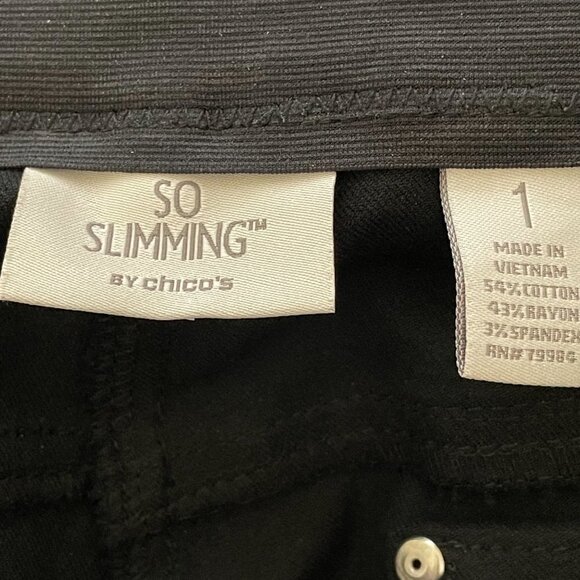 SO
SLIMMING™
BY CHICO'S
1
MADE IN
VIETNAM
54%COTTON
43%RAYON
3%SPANDEX
RN# 79984